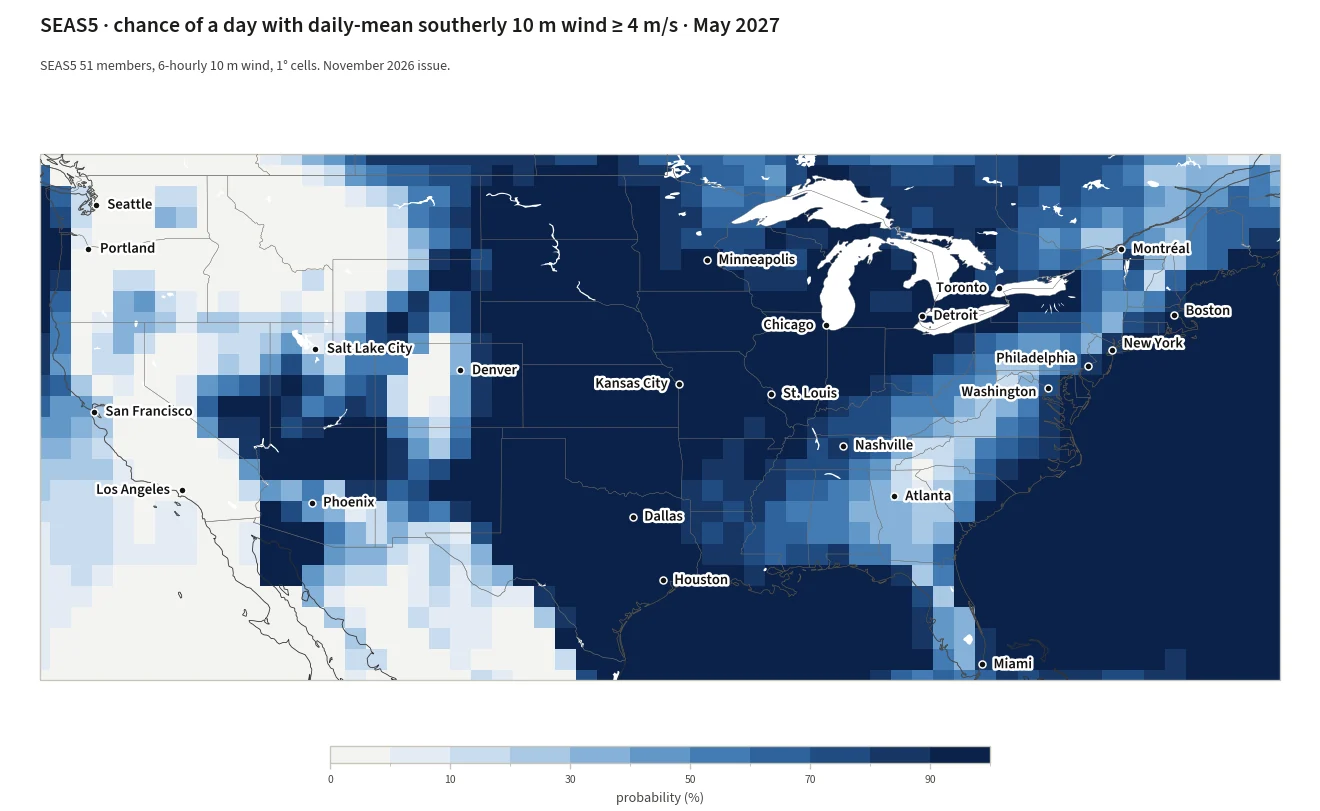 SEAS5 · chance of a day with daily-mean southerly 10 m wind ≥ 4 m/s · May 2027
SEAS5 51 members, 6-hourly 10 m wind, 1° cells. November 2026 issue.
Seattle
Portland
Montréal
Minneapolis
Toronto
Boston
Detroit
Chicago
New York
Salt Lake City
Philadelphia
Denver
Kansas City
Washington
St. Louis
San Francisco
Nashville
Los Angeles
Atlanta
Phoenix
Dallas
Houston
Miami
0 10 30 50 70 90
probability (%)